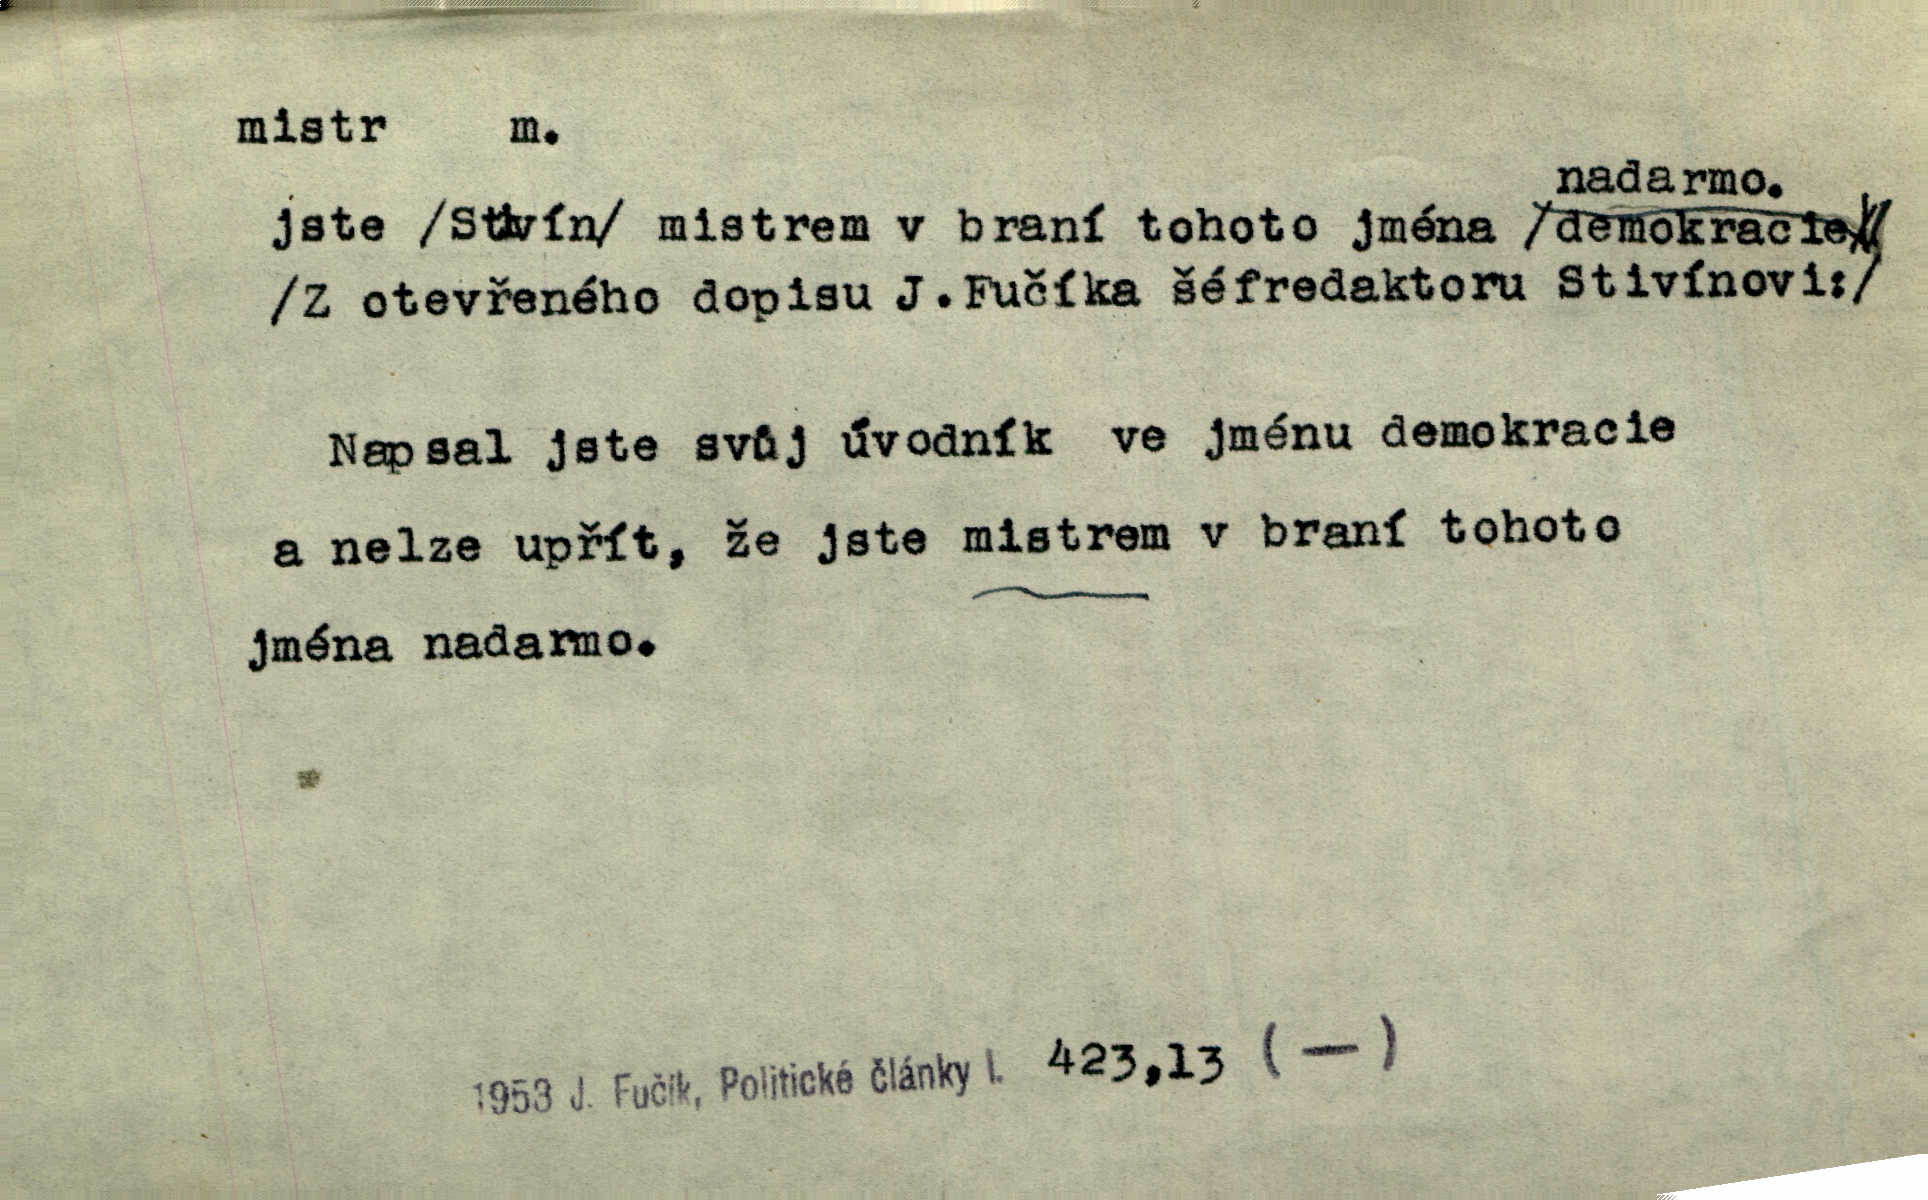 mistr m.
nadarmo.
jste /Stivín/ mistrem v braní tohoto jména /demokracie/
/Z otevřeného dopisu J.Fučíka šéfredaktoru Stivínovi:/
Napsal jste svůj úvodník ve jménu demokracie
a nelze upřít, že jste mistrem v braní tohoto
jména nadarmo.
1953 J. Fučík, Politické články I. 423,13 (—)